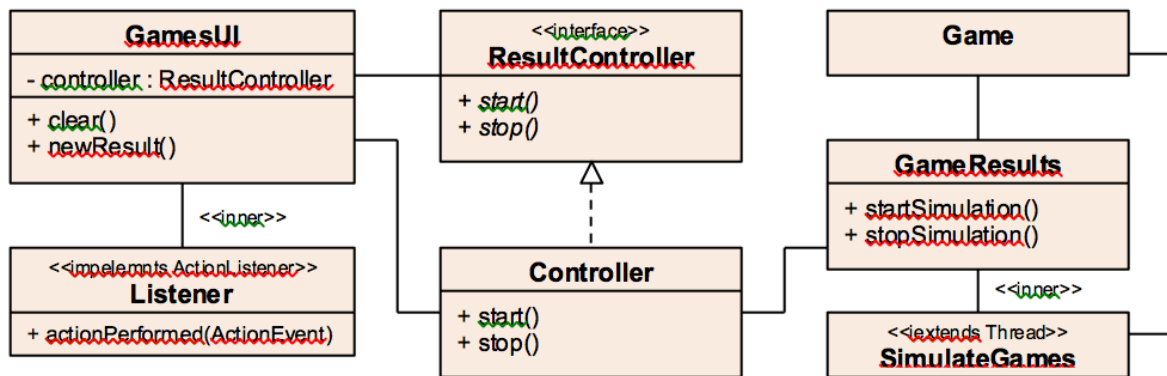 GamesUI
- controller : ResultController
+ clear()
+ newResult()
<<interface>>
ResultController
+ start()
+ stop()
Game
GameResults
+ startSimulation()
+ stopSimulation()
<<inner>>
<<impelemnts ActionListener>>
Listener
+ actionPerformed(ActionEvent)
Controller
+ start()
+ stop()
<<inner>>
<<iextends Thread>>
SimulateGames